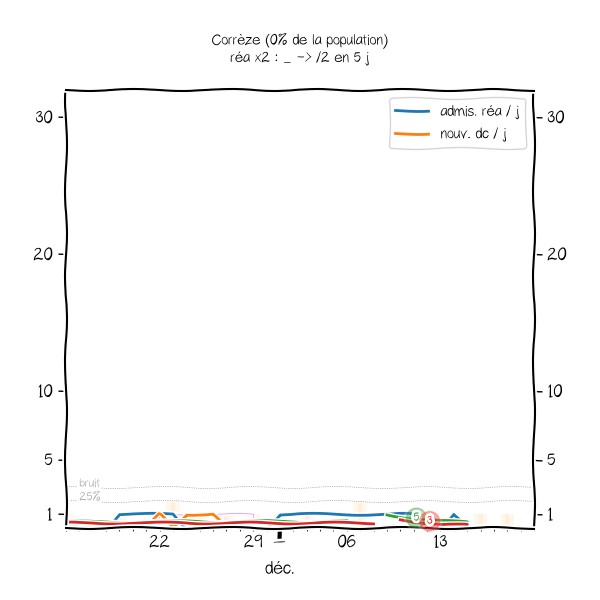 Corrèze (0% de la population)
réa x2 : _ -> /2 en 5 j
admis. réa / j
nouv. dc / j
30
30
20
20
10
10
5
5
bruit
25%
1
1
5
3
22
29
06
13
déc.